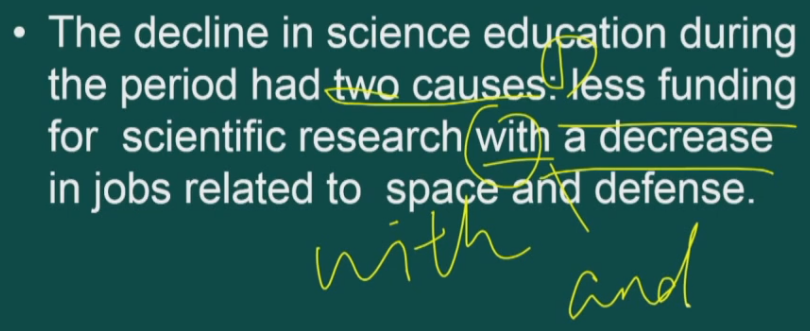 • The decline in science education during
the period had two causes: less funding
for scientific research with a decrease
in jobs related to space and defense.
with
and